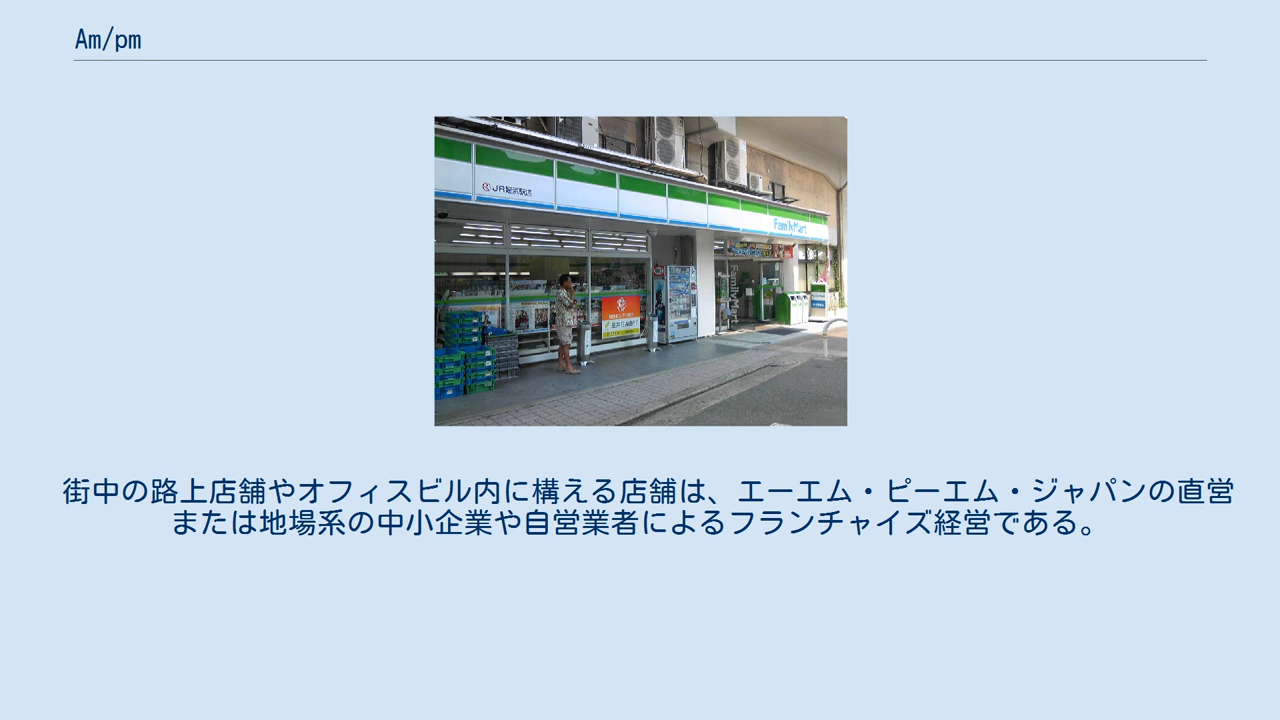 Am/pm
FamilyMart
FamilyMart
街中の路上店舗やオフィスビル内に構える店舗は、エーエム・ピーエム・ジャパンの直営
または地場系の中小企業や自営業者によるフランチャイズ経営である。